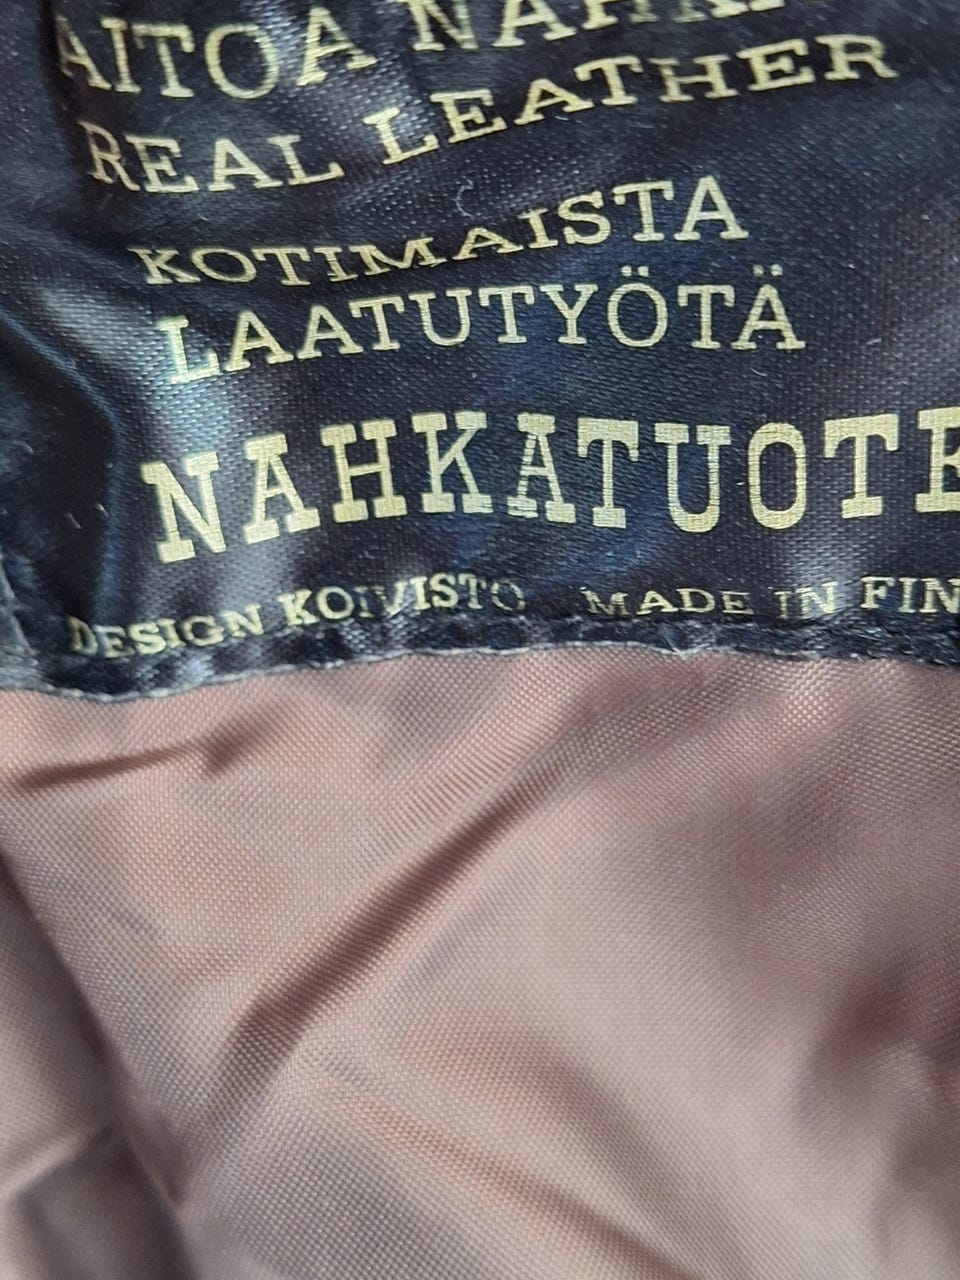 AITOA NAHK
REAL LEATHER
KOTIMAISTA
LAATUTYÖTÄ
NAHKATUOTE
DESIGN KOIVISTO MADE IN FIN